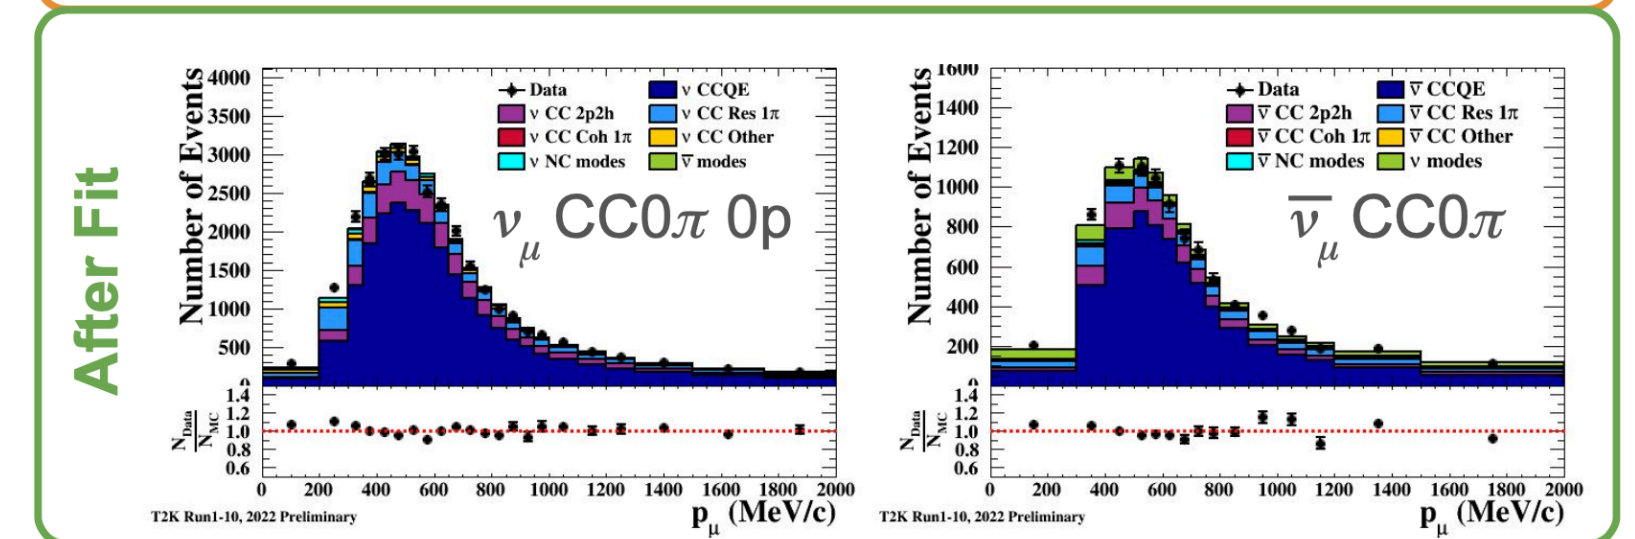 After Fit
Number of Events
4000
3500
3000
2500
2000
1500
1000
500
0
Data
ν CCQE
ν CC 2p2h
ν CC Res 1π
ν CC Coh 1π
ν CC Other
ν NC modes
ν̅ modes
ν_μ CC0π 0p
N_Data
N_MC
1.4
1.2
1.0
0.8
0.6
0 200 400 600 800 1000 1200 1400 1600 1800 2000
T2K Run1-10, 2022 Preliminary
p_μ (MeV/c)
Number of Events
1600
1400
1200
1000
800
600
400
200
0
Data
ν̅ CCQE
ν̅ CC 2p2h
ν̅ CC Res 1π
ν̅ CC Coh 1π
ν̅ CC Other
ν̅ NC modes
ν modes
ν̅_μ CC0π
N_Data
N_MC
1.4
1.2
1.0
0.8
0.6
0 200 400 600 800 1000 1200 1400 1600 1800 2000
T2K Run1-10, 2022 Preliminary
p_μ (MeV/c)